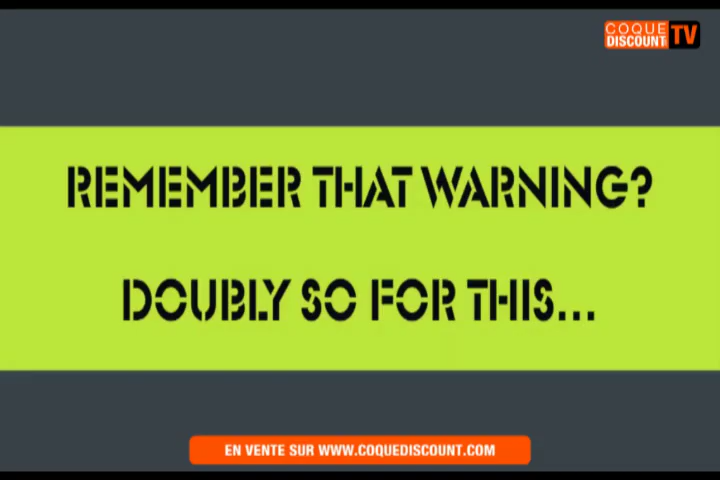 COQUE
DISCOUNT TV
REMEMBER THAT WARNING?
DOUBLY SO FOR THIS...
EN VENTE SUR WWW.COQUEDISCOUNT.COM